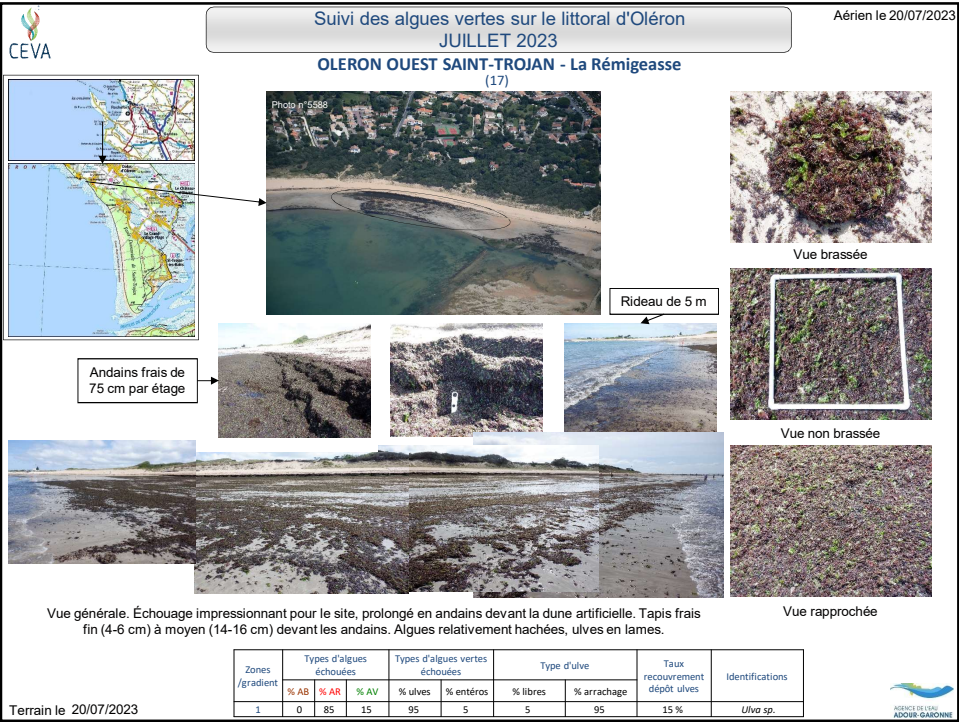 CEVA
Suivi des algues vertes sur le littoral d'Oléron
JUILLET 2023
Aérien le 20/07/2023
OLERON OUEST SAINT-TROJAN - La Rémigeasse
(17)
Photo n°5588
Vue brassée
Rideau de 5 m
Andains frais de
75 cm par étage
Vue non brassée
Vue rapprochée
Vue générale. Échouage impressionnant pour le site, prolongé en andains devant la dune artificielle. Tapis frais
fin (4-6 cm) à moyen (14-16 cm) devant les andains. Algues relativement hachées, ulves en lames.
Zones
/gradient
Types d'algues
échouées
Types d'algues vertes
échouées
Type d'ulve
Taux
recouvrement
dépôt ulves
Identifications
% AB % AR % AV % ulves % entéros % libres % arrachage
1 0 85 15 95 5 5 95 15 % Ulva sp.
Terrain le 20/07/2023
AGENCE DE L'EAU
ADOUR-GARONNE